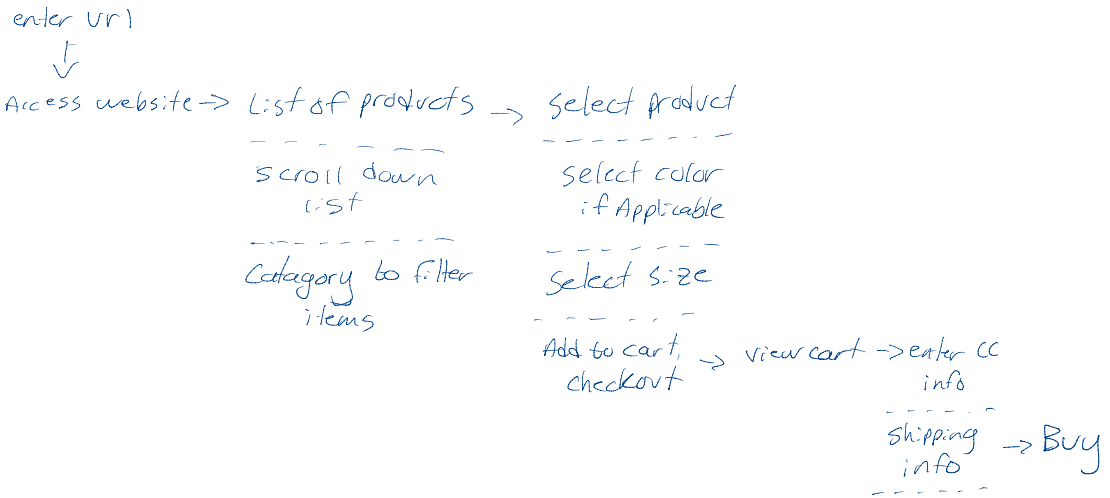 enter url
Access website -> List of products -> select product
scroll down
list
Catagory to filter
items
select color
if Applicable
select size
Add to cart,
checkout
-> view cart -> enter CC
info
shipping
info
-> Buy